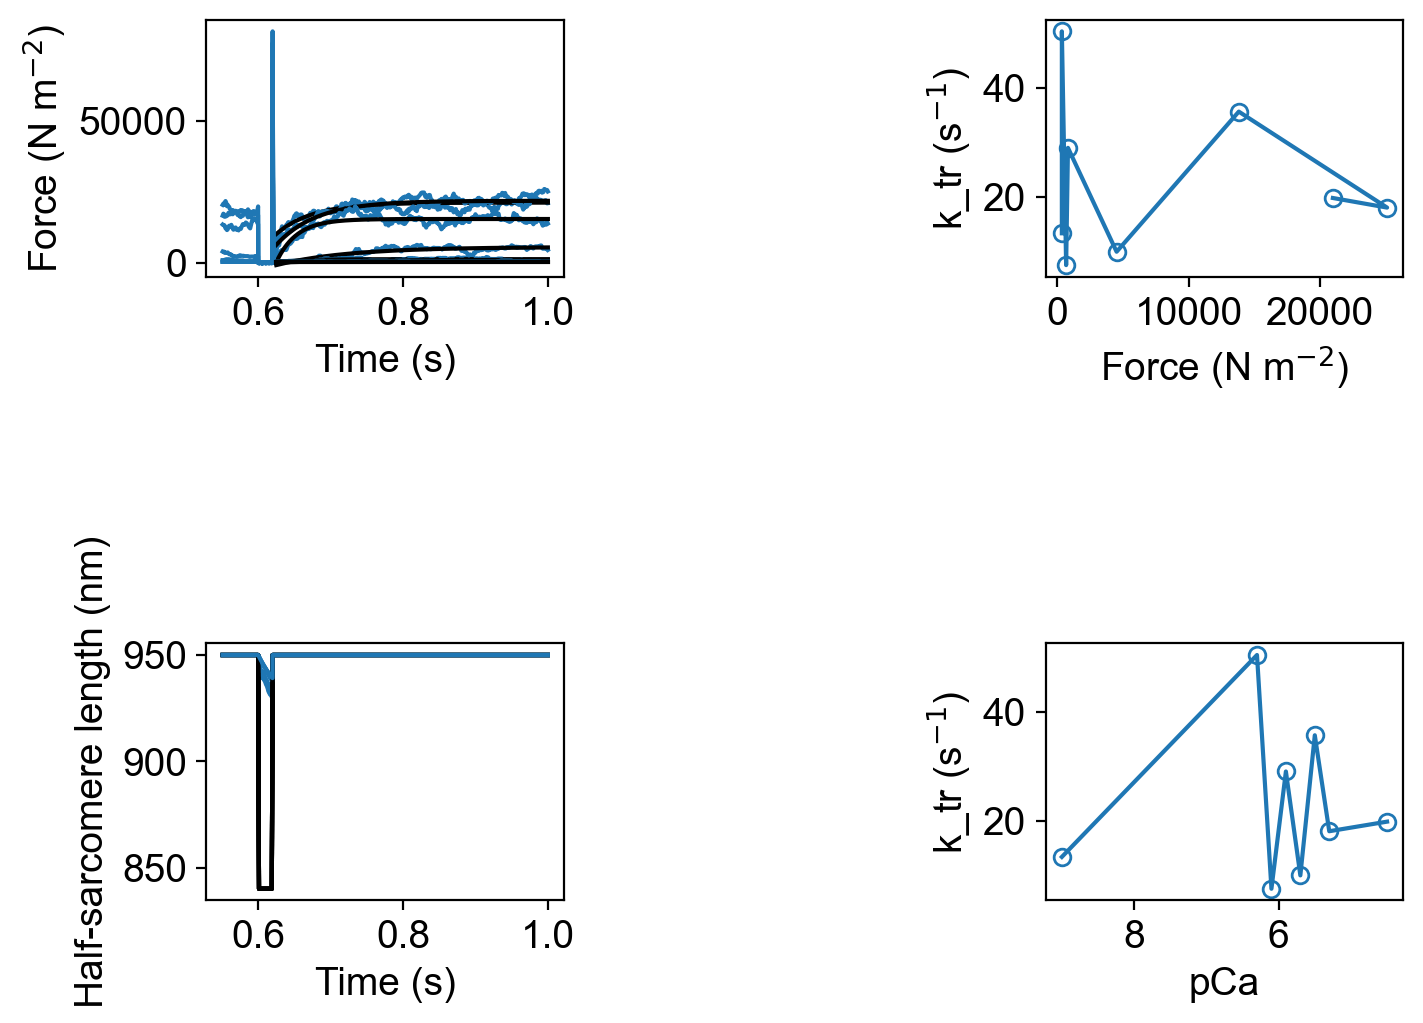 Force (N m⁻²)
50000
0
0.6 0.8 1.0
Time (s)
k_tr (s⁻¹)
40
20
0 10000 20000
Force (N m⁻²)
Half-sarcomere length (nm)
950
900
850
0.6 0.8 1.0
Time (s)
k_tr (s⁻¹)
40
20
8 6
pCa